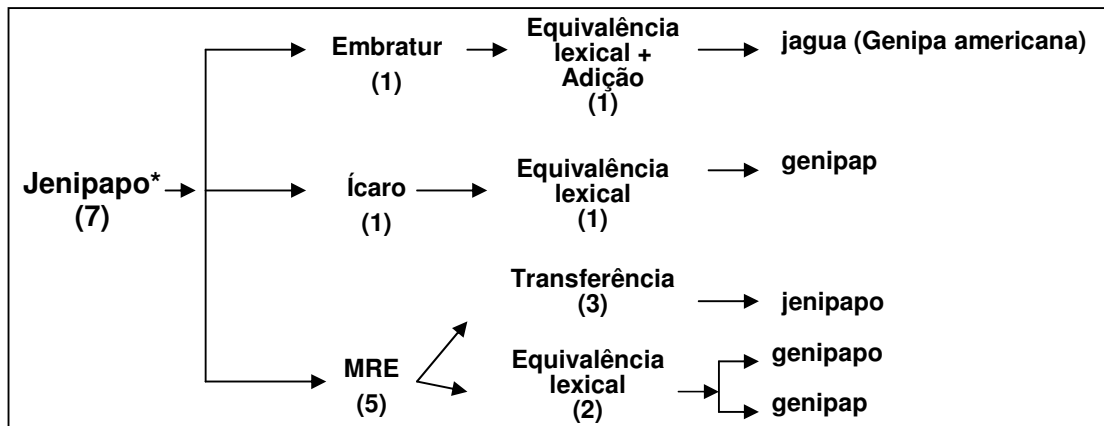 Jenipapo*
(7)
Embratur
(1)
Equivalência
lexical +
Adição
(1)
jagua (Genipa americana)
Ícaro
(1)
Equivalência
lexical
(1)
genipap
MRE
(5)
Transferência
(3)
jenipapo
Equivalência
lexical
(2)
genipapo
genipap